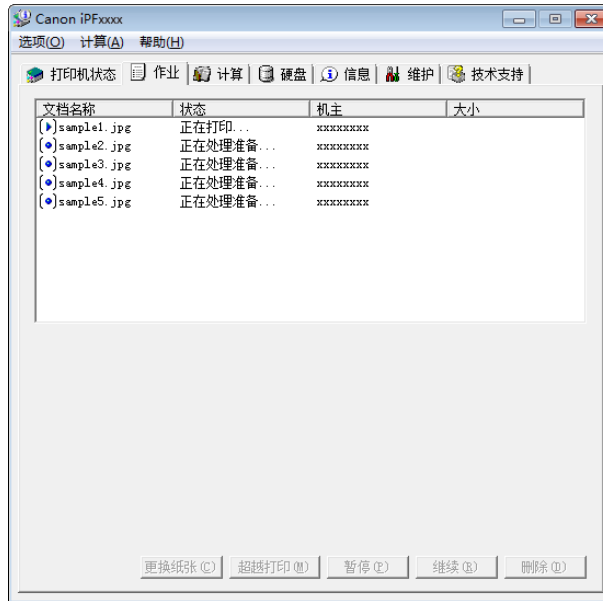 Canon iPFxxxx
选项(O) 计算(A) 帮助(H)
打印机状态 作业 计算 硬盘 信息 维护 技术支持
文档名称 状态 机主 大小
sample1.jpg 正在打印... xxxxxxxx
sample2.jpg 正在处理准备... xxxxxxxx
sample3.jpg 正在处理准备... xxxxxxxx
sample4.jpg 正在处理准备... xxxxxxxx
sample5.jpg 正在处理准备... xxxxxxxx
更换纸张(C) 超越打印(M) 暂停(P) 继续(R) 删除(D)